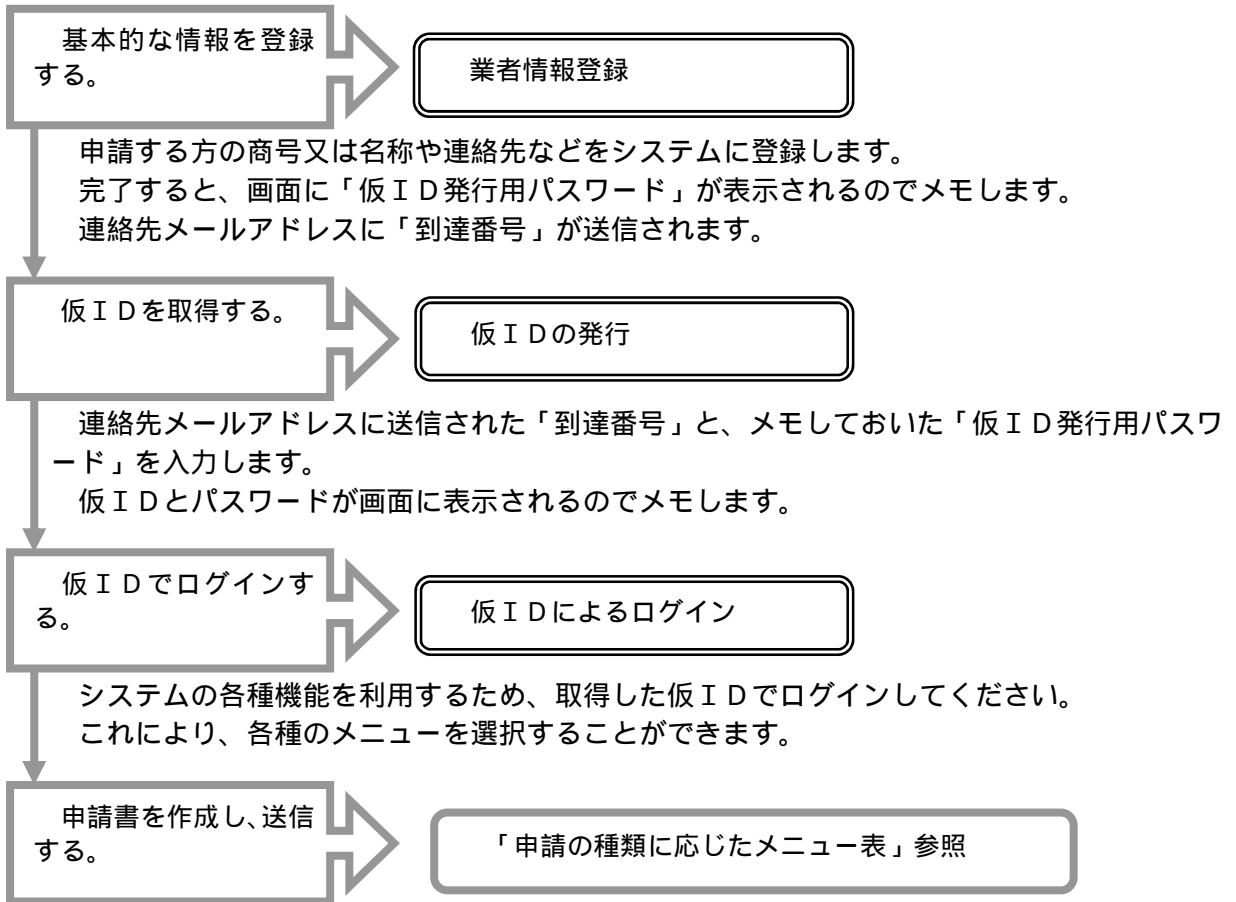 基本的な情報を登録
する。
業者情報登録
申請する方の商号又は名称や連絡先などをシステムに登録します。
完了すると、画面に「仮ＩＤ発行用パスワード」が表示されるのでメモします。
連絡先メールアドレスに「到達番号」が送信されます。
仮ＩＤを取得する。
仮ＩＤの発行
連絡先メールアドレスに送信された「到達番号」と、メモしておいた「仮ＩＤ発行用パスワ
ード」を入力します。
仮ＩＤとパスワードが画面に表示されるのでメモします。
仮ＩＤでログインす
る。
仮ＩＤによるログイン
システムの各種機能を利用するため、取得した仮ＩＤでログインしてください。
これにより、各種のメニューを選択することができます。
申請書を作成し、送信
する。
「申請の種類に応じたメニュー表」参照